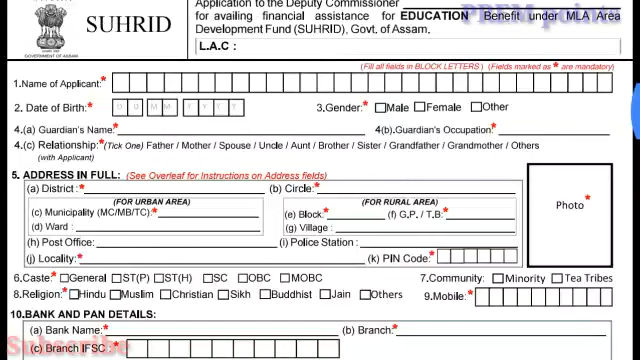 Application to the Deputy Commissioner
for availing financial assistance for EDUCATION Benefit under MLA Area
Development Fund (SUHRID), Govt. of Assam.
SUHRID
GOVERNMENT OF ASSAM
L.A.C :
PREM point
(Fill all fields in BLOCK LETTERS) (Fields marked as * are mandatory)
1.Name of Applicant:*
2. Date of Birth:* D D M M Y Y Y Y 3.Gender:* Male Female Other
4.(a) Guardian's Name:* 4(b).Guardian's Occupation:*
4.(c) Relationship:*(Tick One) Father / Mother / Spouse / Uncle / Aunt / Brother / Sister / Grandfather / Grandmother / Others
(with Applicant)
5. ADDRESS IN FULL: (See Overleaf for Instructions on Address fields)
(a) District :* (b) Circle:*
(FOR URBAN AREA) (FOR RURAL AREA)
(c) Municipality (MC/MB/TC):* (e) Block:* (f) G.P. / T.B:*
(d) Ward : (g) Village :
Photo*
(h) Post Office: (i) Police Station :
(j) Locality:* (k) PIN Code:*
6.Caste:* General ST(P) ST(H) SC OBC MOBC 7.Community: Minority Tea Tribes
8.Religion:* Hindu Muslim Christian Sikh Buddhist Jain Others 9.Mobile:*
10.BANK AND PAN DETAILS:
(a) Bank Name:* (b) Branch:*
(c) Branch IFSC :*
Subscribe